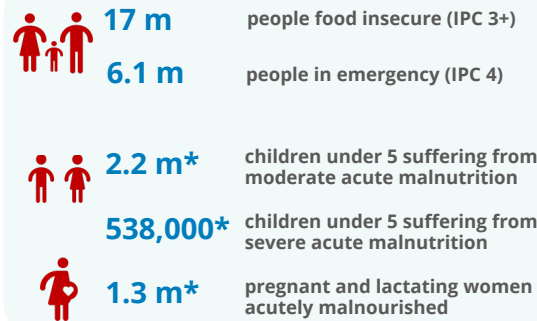 17 m people food insecure (IPC 3+)
6.1 m people in emergency (IPC 4)
2.2 m* children under 5 suffering from
moderate acute malnutrition
538,000* children under 5 suffering from
severe acute malnutrition
1.3 m* pregnant and lactating women
acutely malnourished